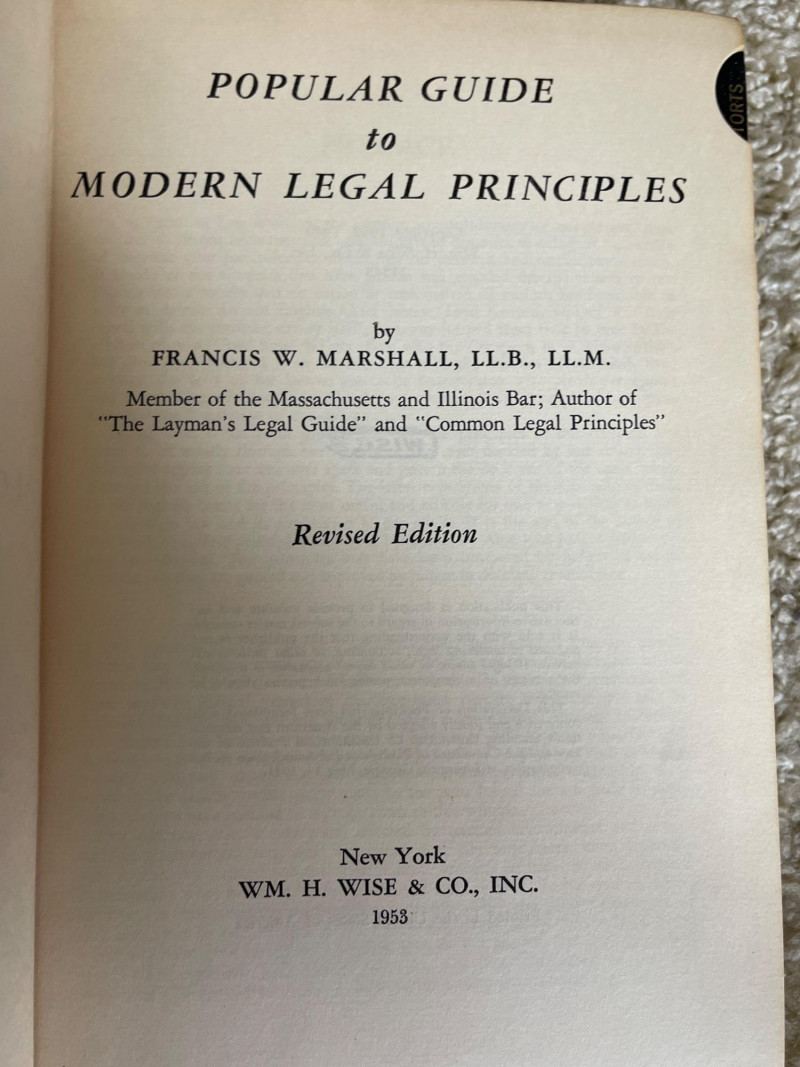 POPULAR GUIDE
to
MODERN LEGAL PRINCIPLES
by
FRANCIS W. MARSHALL, LL.B., LL.M.
Member of the Massachusetts and Illinois Bar; Author of
"The Layman's Legal Guide" and "Common Legal Principles"
Revised Edition
New York
WM. H. WISE & CO., INC.
1953
TORTS